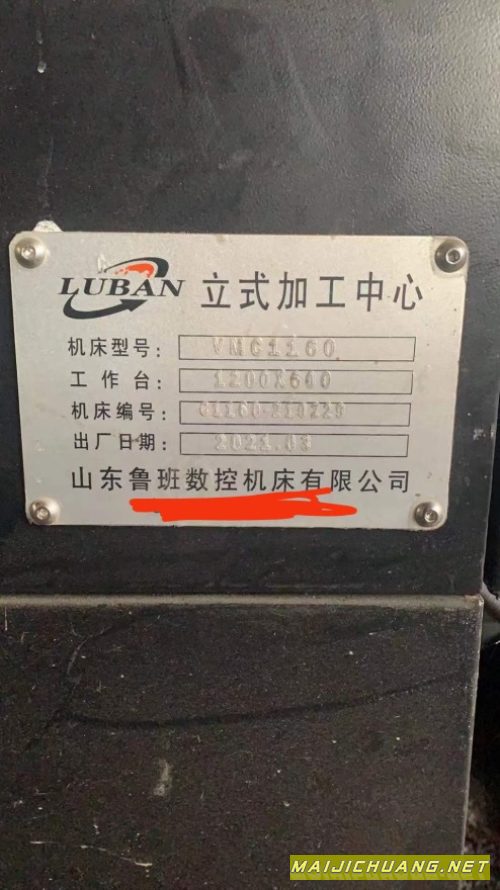 LUBAN 立式加工中心
机床型号: VMC1160
工作台: 1200X600
机床编号:
出厂日期: 2021.03
山东鲁班数控机床有限公司
MAIJICHUANG.NET